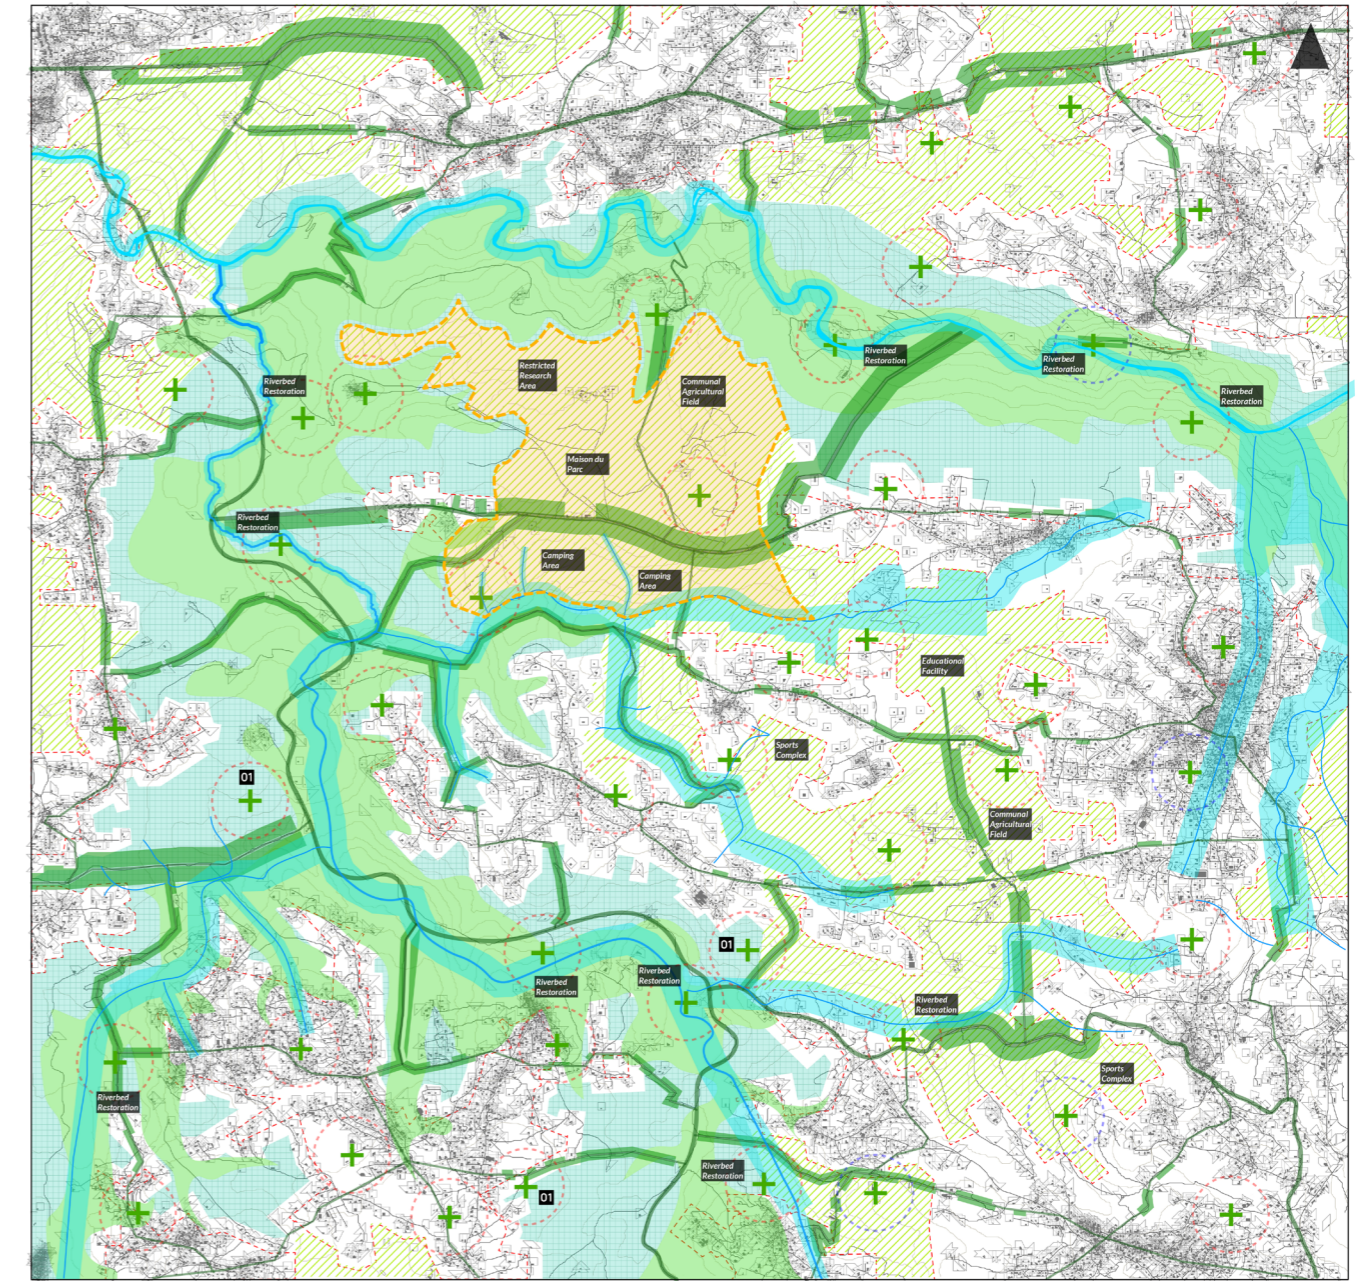 Riverbed
Restoration
Restricted
Research
Area
Communal
Agricultural
Field
Riverbed
Restoration
Riverbed
Restoration
Riverbed
Restoration
Maison du
Parc
Riverbed
Restoration
Camping
Area
Camping
Area
Educational
Facility
Sports
Complex
01
Communal
Agricultural
Field
01
Riverbed
Restoration
Riverbed
Restoration
Riverbed
Restoration
Sports
Complex
Riverbed
Restoration
Riverbed
Restoration
01